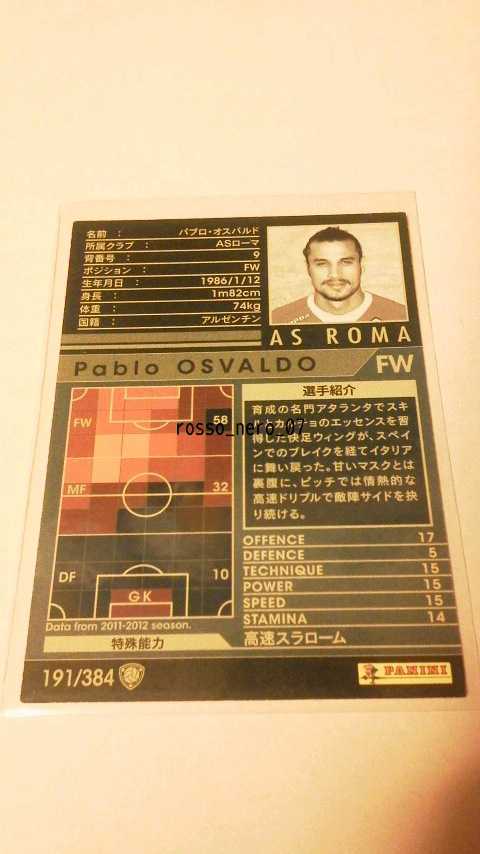 名前 : パブロ・オスバルド
所属クラブ : ASローマ
背番号 : 9
ポジション : FW
生年月日 : 1986/1/12
身長 : 1m82cm
体重 : 74kg
国籍 : アルゼンチン
AS ROMA
Pablo OSVALDO FW
FW 58
MF 32
DF 10
GK
Data from 2011-2012 season.
選手紹介
育成の名門アタランタでスキ
ルとカルチョのエッセンスを習
得した快足ウィングが、スペイ
ンでのブレイクを経てイタリア
に舞い戻った。甘いマスクとは
裏腹に、ピッチでは情熱的な
高速ドリブルで敵陣サイドを抉
り続ける。
rosso_nero_07
OFFENCE 17
DEFENCE 5
TECHNIQUE 15
POWER 15
SPEED 15
STAMINA 14
特殊能力 高速スラローム
191/384
PANINI